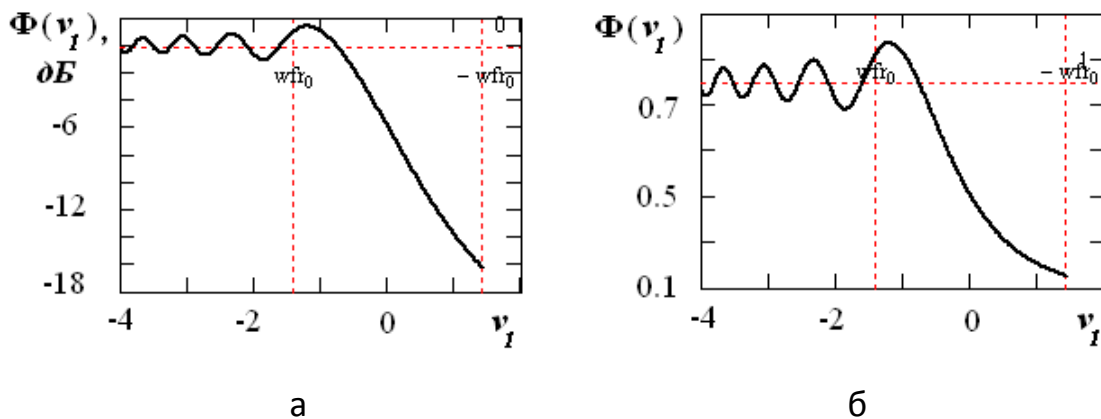 Φ(v₁), 0
дБ
wfr₀ - wfr₀
-6
-12
-18
-4 -2 0 v₁
а
Φ(v₁) 1
wfr₀ - wfr₀
0.7
0.5
0.1
-4 -2 0 v₁
б